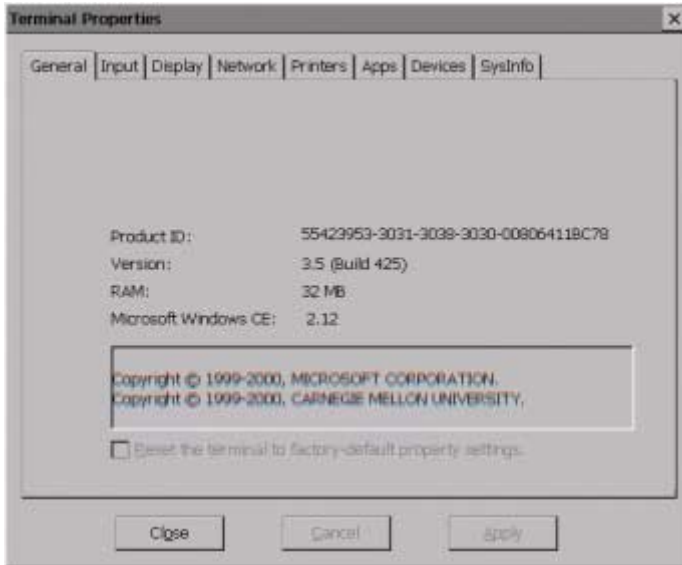 Terminal Properties
General Input Display Network Printers Apps Devices SysInfo
Product ID: 55423953-3031-3038-3030-00806411BC78
Version: 3.5 (Build 425)
RAM: 32 MB
Microsoft Windows CE: 2.12
Copyright © 1999-2000, MICROSOFT CORPORATION.
Copyright © 1999-2000, CARNEGIE MELLON UNIVERSITY.
Reset the terminal to factory-default property settings.
Close Cancel Apply